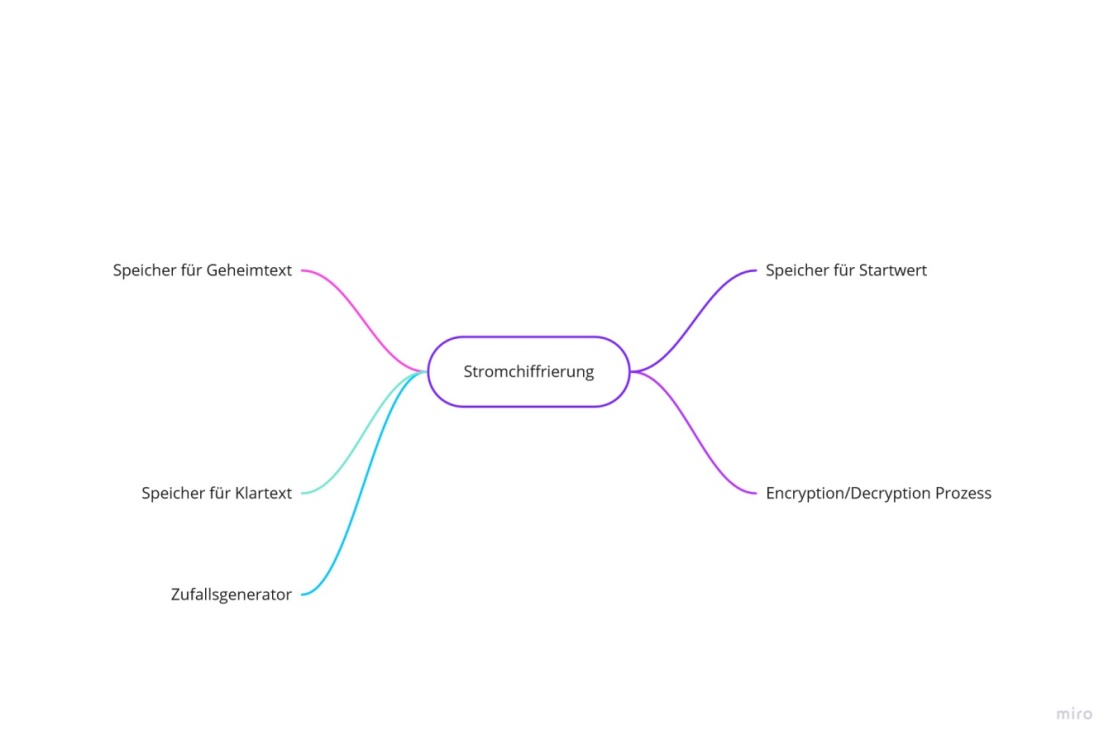 Speicher für Geheimtext
Speicher für Startwert
Stromchiffrierung
Speicher für Klartext
Encryption/Decryption Prozess
Zufallsgenerator
miro